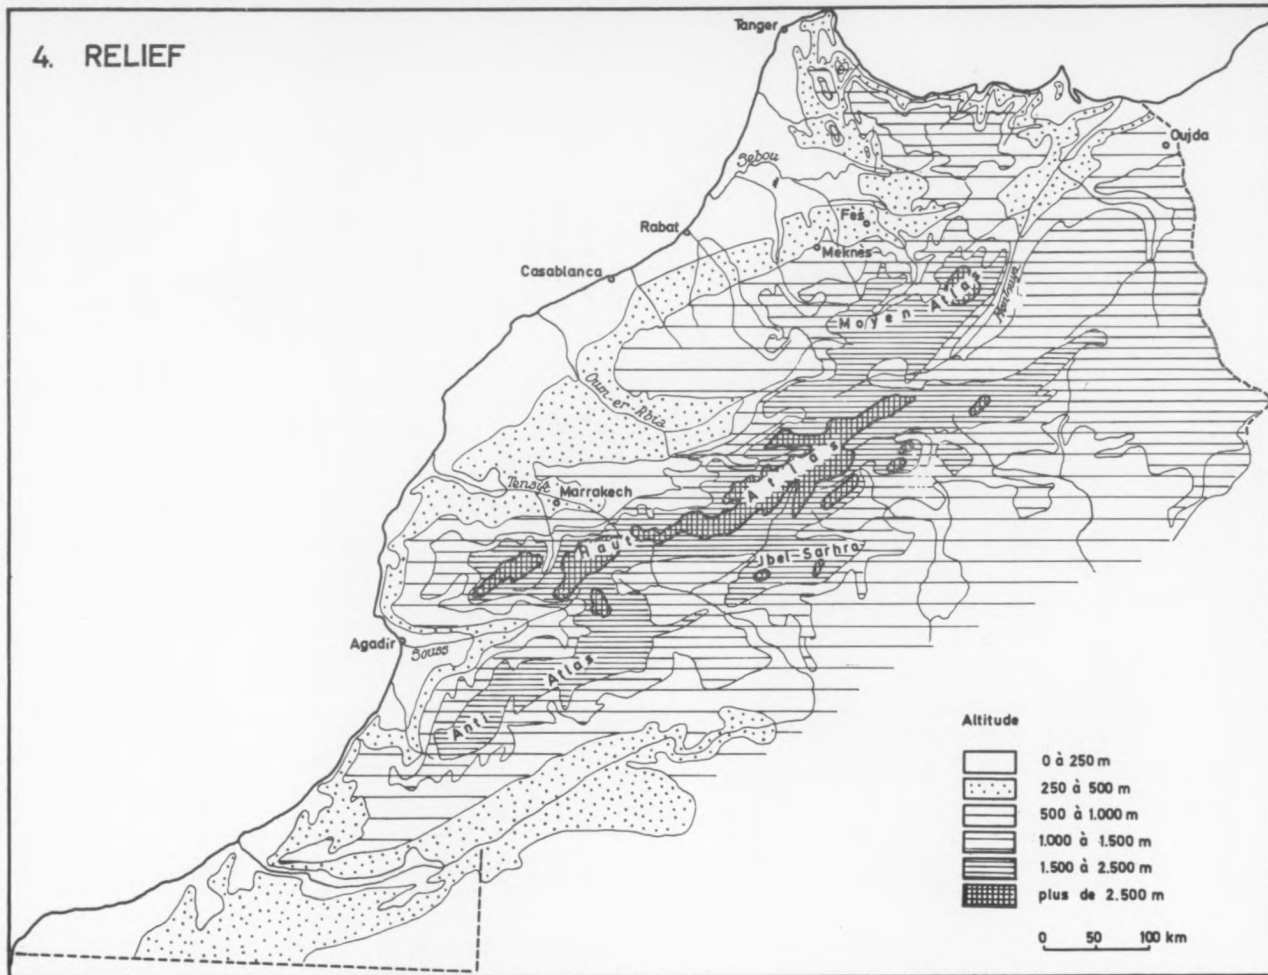 4. RELIEF
Tanger
Oujda
Sebou
Fès
Rabat
Meknès
Casablanca
Moyen Atlas
Moulouya
Oum-er-Rbia
Tensift
Marrakech
Haut Atlas
Jbel-Sarhro
Agadir
Souss
Anti Atlas
Altitude
0 à 250 m
250 à 500 m
500 à 1.000 m
1.000 à 1.500 m
1.500 à 2.500 m
plus de 2.500 m
0 50 100 km